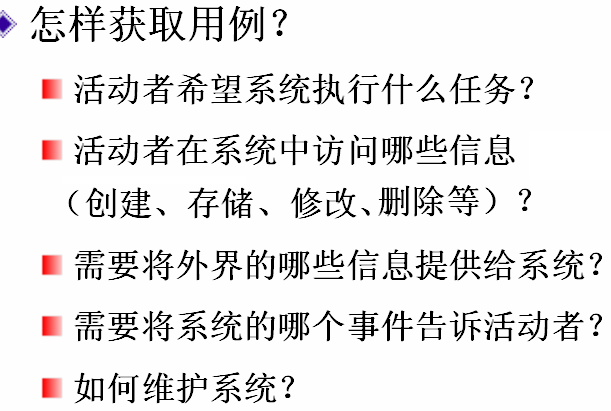 怎样获取用例？
活动者希望系统执行什么任务？
活动者在系统中访问哪些信息
（创建、存储、修改、删除等）？
需要将外界的哪些信息提供给系统？
需要将系统的哪个事件告诉活动者？
如何维护系统？